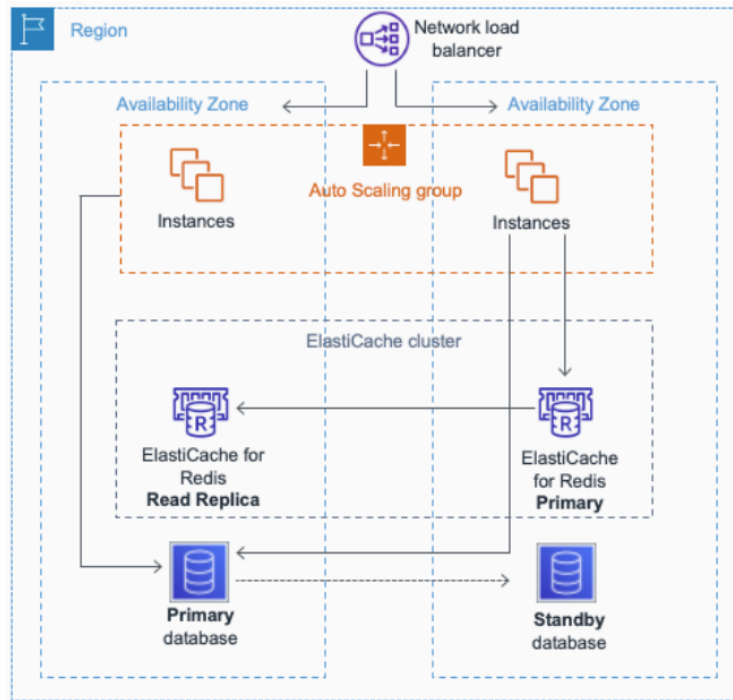 Region
Network load
balancer
Availability Zone
Availability Zone
Auto Scaling group
Instances
Instances
ElastiCache cluster
R
R
ElastiCache for
Redis
Read Replica
ElastiCache
for Redis
Primary
Primary
database
Standby
database